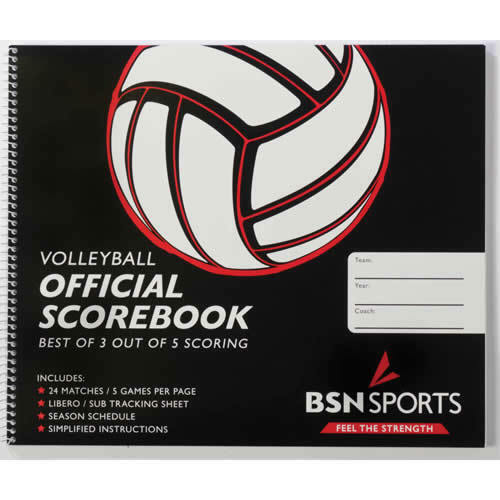 VOLLEYBALL
OFFICIAL
SCOREBOOK
BEST OF 3 OUT OF 5 SCORING
Team:
Year:
Coach:
INCLUDES:
★ 24 MATCHES / 5 GAMES PER PAGE
★ LIBERO / SUB TRACKING SHEET
★ SEASON SCHEDULE
★ SIMPLIFIED INSTRUCTIONS
BSN SPORTS
FEEL THE STRENGTH